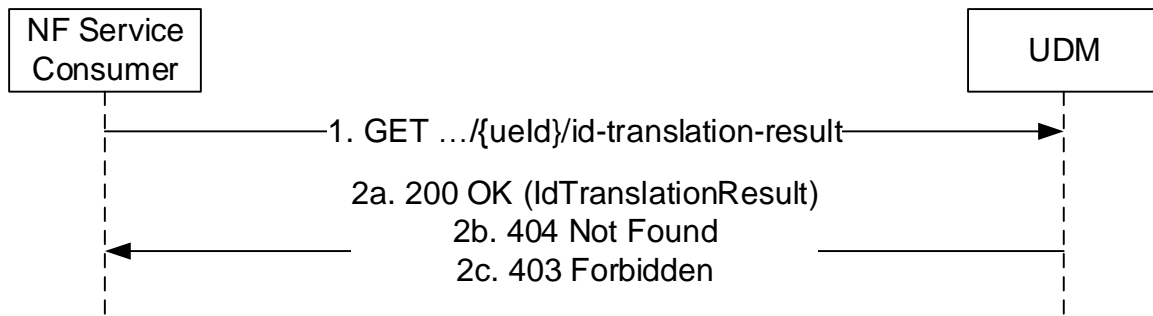 NF Service
Consumer
UDM
1. GET …/{ueId}/id-translation-result
2a. 200 OK (IdTranslationResult)
2b. 404 Not Found
2c. 403 Forbidden